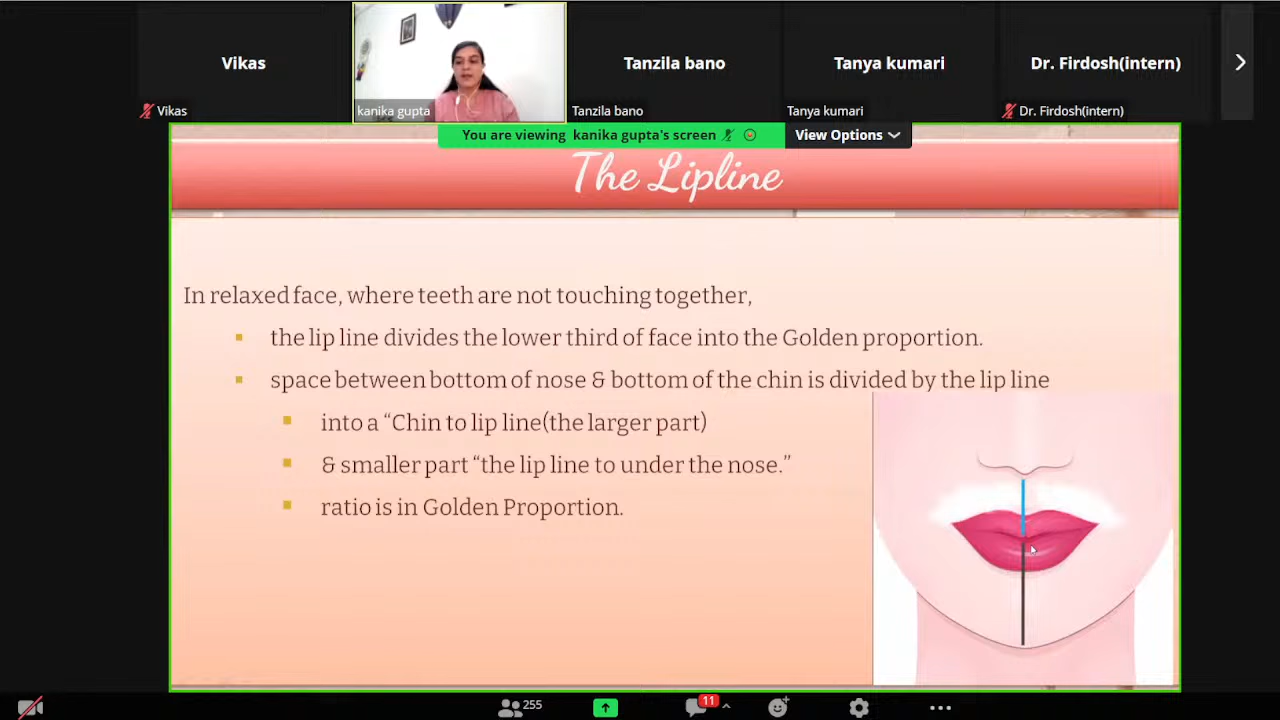 Vikas
Tanzila bano
Tanya kumari
Dr. Firdosh(intern)
Vikas
kanika gupta
Tanzila bano
Tanya kumari
Dr. Firdosh(intern)
You are viewing kanika gupta's screen
View Options
The Lipline
In relaxed face, where teeth are not touching together,
the lip line divides the lower third of face into the Golden proportion.
space between bottom of nose & bottom of the chin is divided by the lip line
into a “Chin to lip line(the larger part)
& smaller part “the lip line to under the nose.”
ratio is in Golden Proportion.
255
11